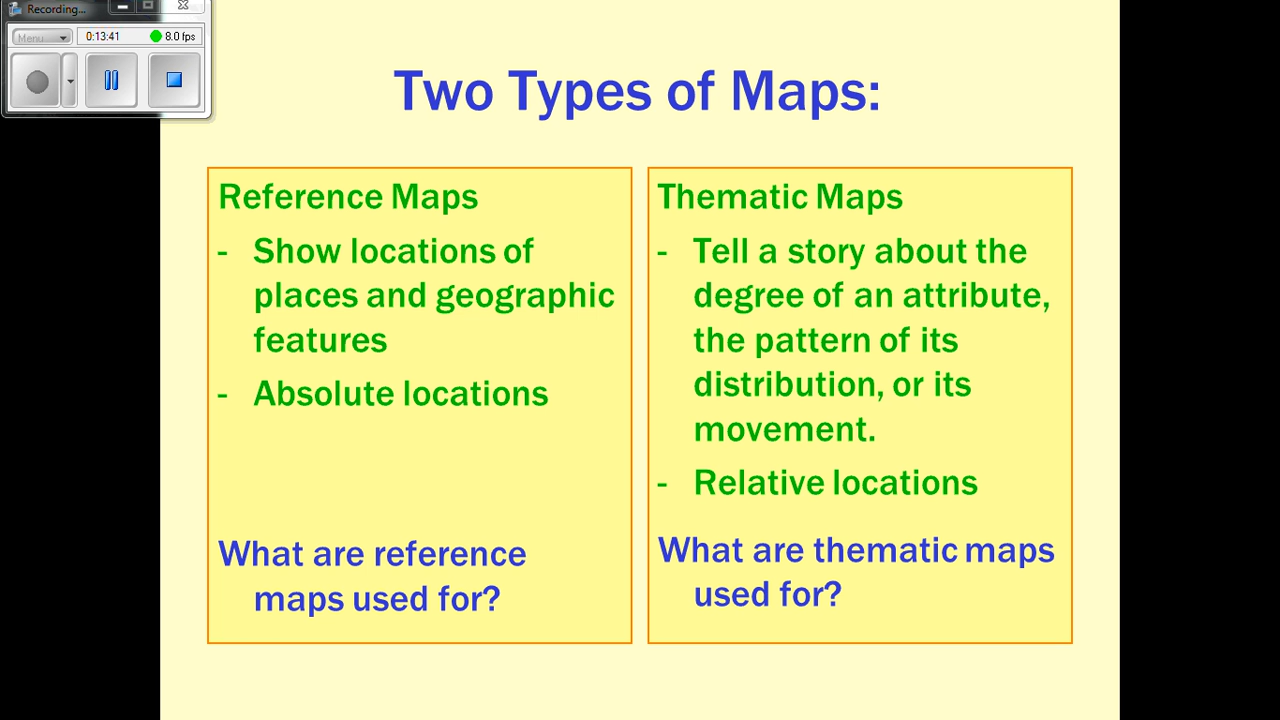 Recording...
Menu
0:13:41
8.0 fps
Two Types of Maps:
Reference Maps
- Show locations of
places and geographic
features
- Absolute locations
What are reference
maps used for?
Thematic Maps
- Tell a story about the
degree of an attribute,
the pattern of its
distribution, or its
movement.
- Relative locations
What are thematic maps
used for?